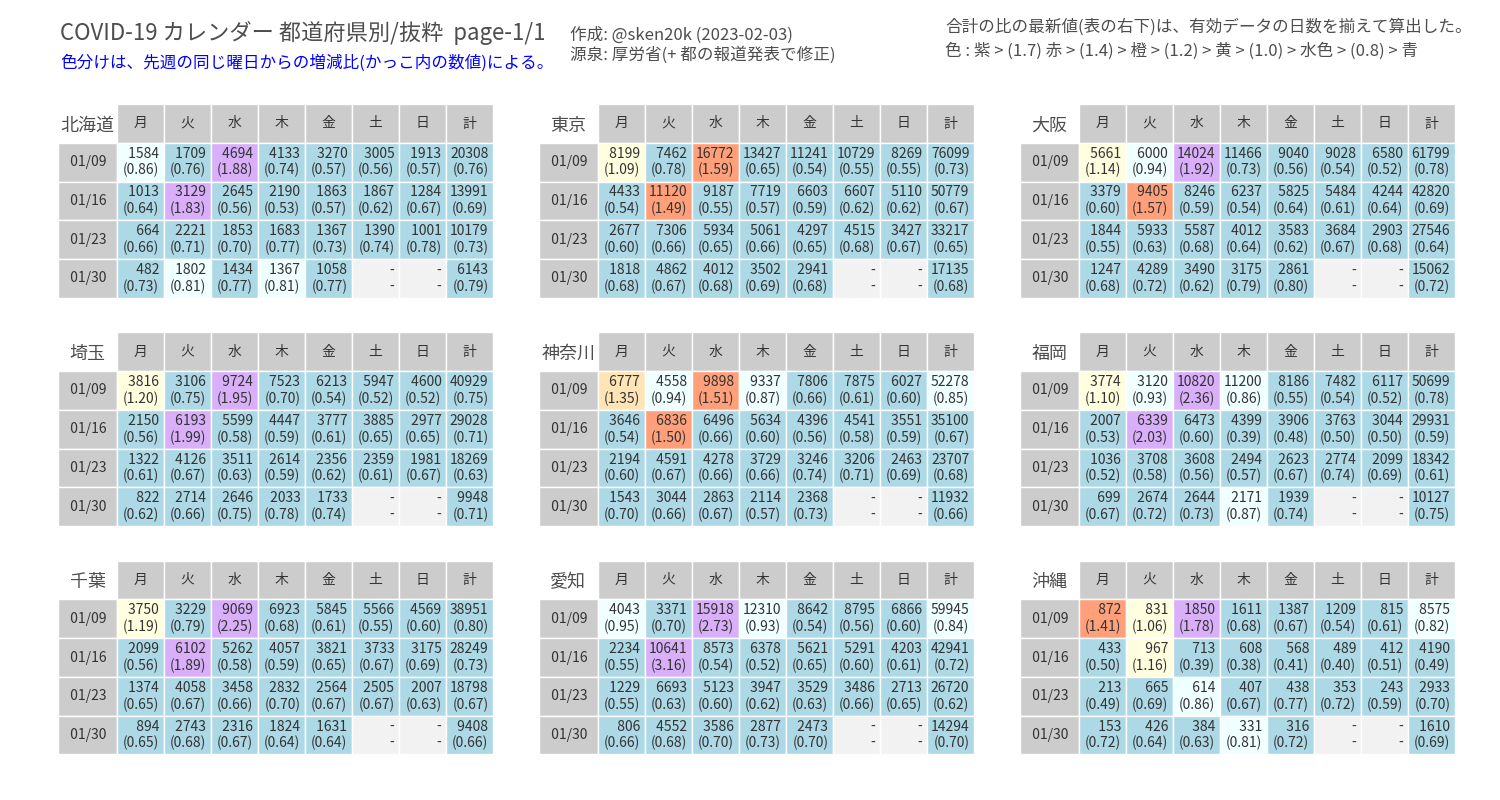 COVID-19 カレンダー 都道府県別/抜粋 page-1/1
色分けは、先週の同じ曜日からの増減比(かっこ内の数値)による。
作成: @sken20k (2023-02-03)
源泉: 厚労省(+ 都の報道発表で修正)
合計の比の最新値(表の右下)は、有効データの日数を揃えて算出した。
色 : 紫 > (1.7) 赤 > (1.4) > 橙 > (1.2) > 黄 > (1.0) > 水色 > (0.8) > 青
北海道 月 火 水 木 金 土 日 計
01/09 1584 1709 4694 4133 3270 3005 1913 20308
(0.86) (0.76) (1.88) (0.74) (0.57) (0.56) (0.57) (0.76)
01/16 1013 3129 2645 2190 1863 1867 1284 13991
(0.64) (1.83) (0.56) (0.53) (0.57) (0.62) (0.67) (0.69)
01/23 664 2221 1853 1683 1367 1390 1001 10179
(0.66) (0.71) (0.70) (0.77) (0.73) (0.74) (0.78) (0.73)
01/30 482 1802 1434 1367 1058 - - 6143
(0.73) (0.81) (0.77) (0.81) (0.77) - - (0.79)
東京 月 火 水 木 金 土 日 計
01/09 8199 7462 16772 13427 11241 10729 8269 76099
(1.09) (0.78) (1.59) (0.65) (0.54) (0.55) (0.55) (0.73)
01/16 4433 11120 9187 7719 6603 6607 5110 50779
(0.54) (1.49) (0.55) (0.57) (0.59) (0.62) (0.62) (0.67)
01/23 2677 7306 5934 5061 4297 4515 3427 33217
(0.60) (0.66) (0.65) (0.66) (0.65) (0.68) (0.67) (0.65)
01/30 1818 4862 4012 3502 2941 - - 17135
(0.68) (0.67) (0.68) (0.69) (0.68) - - (0.68)
大阪 月 火 水 木 金 土 日 計
01/09 5661 6000 14024 11466 9040 9028 6580 61799
(1.14) (0.94) (1.92) (0.73) (0.56) (0.54) (0.52) (0.78)
01/16 3379 9405 8246 6237 5825 5484 4244 42820
(0.60) (1.57) (0.59) (0.54) (0.64) (0.61) (0.64) (0.69)
01/23 1844 5933 5587 4012 3583 3684 2903 27546
(0.55) (0.63) (0.68) (0.64) (0.62) (0.67) (0.68) (0.64)
01/30 1247 4289 3490 3175 2861 - - 15062
(0.68) (0.72) (0.62) (0.79) (0.80) - - (0.72)
埼玉 月 火 水 木 金 土 日 計
01/09 3816 3106 9724 7523 6213 5947 4600 40929
(1.20) (0.75) (1.95) (0.70) (0.54) (0.52) (0.52) (0.75)
01/16 2150 6193 5599 4447 3777 3885 2977 29028
(0.56) (1.99) (0.58) (0.59) (0.61) (0.65) (0.65) (0.71)
01/23 1322 4126 3511 2614 2356 2359 1981 18269
(0.61) (0.67) (0.63) (0.59) (0.62) (0.61) (0.67) (0.63)
01/30 822 2714 2646 2033 1733 - - 9948
(0.62) (0.66) (0.75) (0.78) (0.74) - - (0.71)
神奈川 月 火 水 木 金 土 日 計
01/09 6777 4558 9898 9337 7806 7875 6027 52278
(1.35) (0.94) (1.51) (0.87) (0.66) (0.61) (0.60) (0.85)
01/16 3646 6836 6496 5634 4396 4541 3551 35100
(0.54) (1.50) (0.66) (0.60) (0.56) (0.58) (0.59) (0.67)
01/23 2194 4591 4278 3729 3246 3206 2463 23707
(0.60) (0.67) (0.66) (0.66) (0.74) (0.71) (0.69) (0.68)
01/30 1543 3044 2863 2114 2368 - - 11932
(0.70) (0.66) (0.67) (0.57) (0.73) - - (0.66)
福岡 月 火 水 木 金 土 日 計
01/09 3774 3120 10820 11200 8186 7482 6117 50699
(1.10) (0.93) (2.36) (0.86) (0.55) (0.54) (0.52) (0.78)
01/16 2007 6339 6473 4399 3906 3763 3044 29931
(0.53) (2.03) (0.60) (0.39) (0.48) (0.50) (0.50) (0.59)
01/23 1036 3708 3608 2494 2623 2774 2099 18342
(0.52) (0.58) (0.56) (0.57) (0.67) (0.74) (0.69) (0.61)
01/30 699 2674 2644 2171 1939 - - 10127
(0.67) (0.72) (0.73) (0.87) (0.74) - - (0.75)
千葉 月 火 水 木 金 土 日 計
01/09 3750 3229 9069 6923 5845 5566 4569 38951
(1.19) (0.79) (2.25) (0.68) (0.61) (0.55) (0.60) (0.80)
01/16 2099 6102 5262 4057 3821 3733 3175 28249
(0.56) (1.89) (0.58) (0.59) (0.65) (0.67) (0.69) (0.73)
01/23 1374 4058 3458 2832 2564 2505 2007 18798
(0.65) (0.67) (0.66) (0.70) (0.67) (0.67) (0.63) (0.67)
01/30 894 2743 2316 1824 1631 - - 9408
(0.65) (0.68) (0.67) (0.64) (0.64) - - (0.66)
愛知 月 火 水 木 金 土 日 計
01/09 4043 3371 15918 12310 8642 8795 6866 59945
(0.95) (0.70) (2.73) (0.93) (0.54) (0.56) (0.60) (0.84)
01/16 2234 10641 8573 6378 5621 5291 4203 42941
(0.55) (3.16) (0.54) (0.52) (0.65) (0.60) (0.61) (0.72)
01/23 1229 6693 5123 3947 3529 3486 2713 26720
(0.55) (0.63) (0.60) (0.62) (0.63) (0.66) (0.65) (0.62)
01/30 806 4552 3586 2877 2473 - - 14294
(0.66) (0.68) (0.70) (0.73) (0.70) - - (0.70)
沖縄 月 火 水 木 金 土 日 計
01/09 872 831 1850 1611 1387 1209 815 8575
(1.41) (1.06) (1.78) (0.68) (0.67) (0.54) (0.61) (0.82)
01/16 433 967 713 608 568 489 412 4190
(0.50) (1.16) (0.39) (0.38) (0.41) (0.40) (0.51) (0.49)
01/23 213 665 614 407 438 353 243 2933
(0.49) (0.69) (0.86) (0.67) (0.77) (0.72) (0.59) (0.70)
01/30 153 426 384 331 316 - - 1610
(0.72) (0.64) (0.63) (0.81) (0.72) - - (0.69)